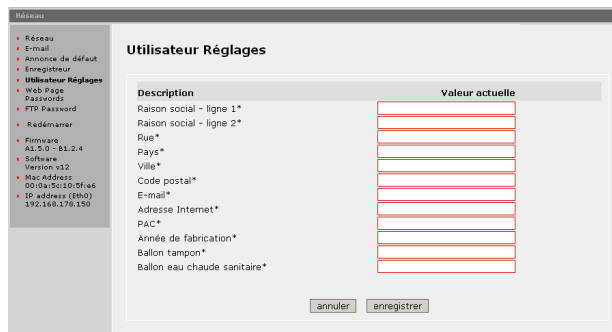 Réseau
Réseau
E-mail
Annonce de défaut
Enregistreur
Utilisateur Réglages
Web Page
Passwords
FTP Password
Redémarrer
Firmware
A1.5.0 - B1.2.4
Software
Version v12
Mac Address
00:0a:5c:10:5f:e6
IP address (Eth0)
192.168.178.150
Utilisateur Réglages
Description Valeur actuelle
Raison social - ligne 1*
Raison social - ligne 2*
Rue*
Pays*
Ville*
Code postal*
E-mail*
Adresse Internet*
PAC*
Année de fabrication*
Ballon tampon*
Ballon eau chaude sanitaire*
annuler enregistrer